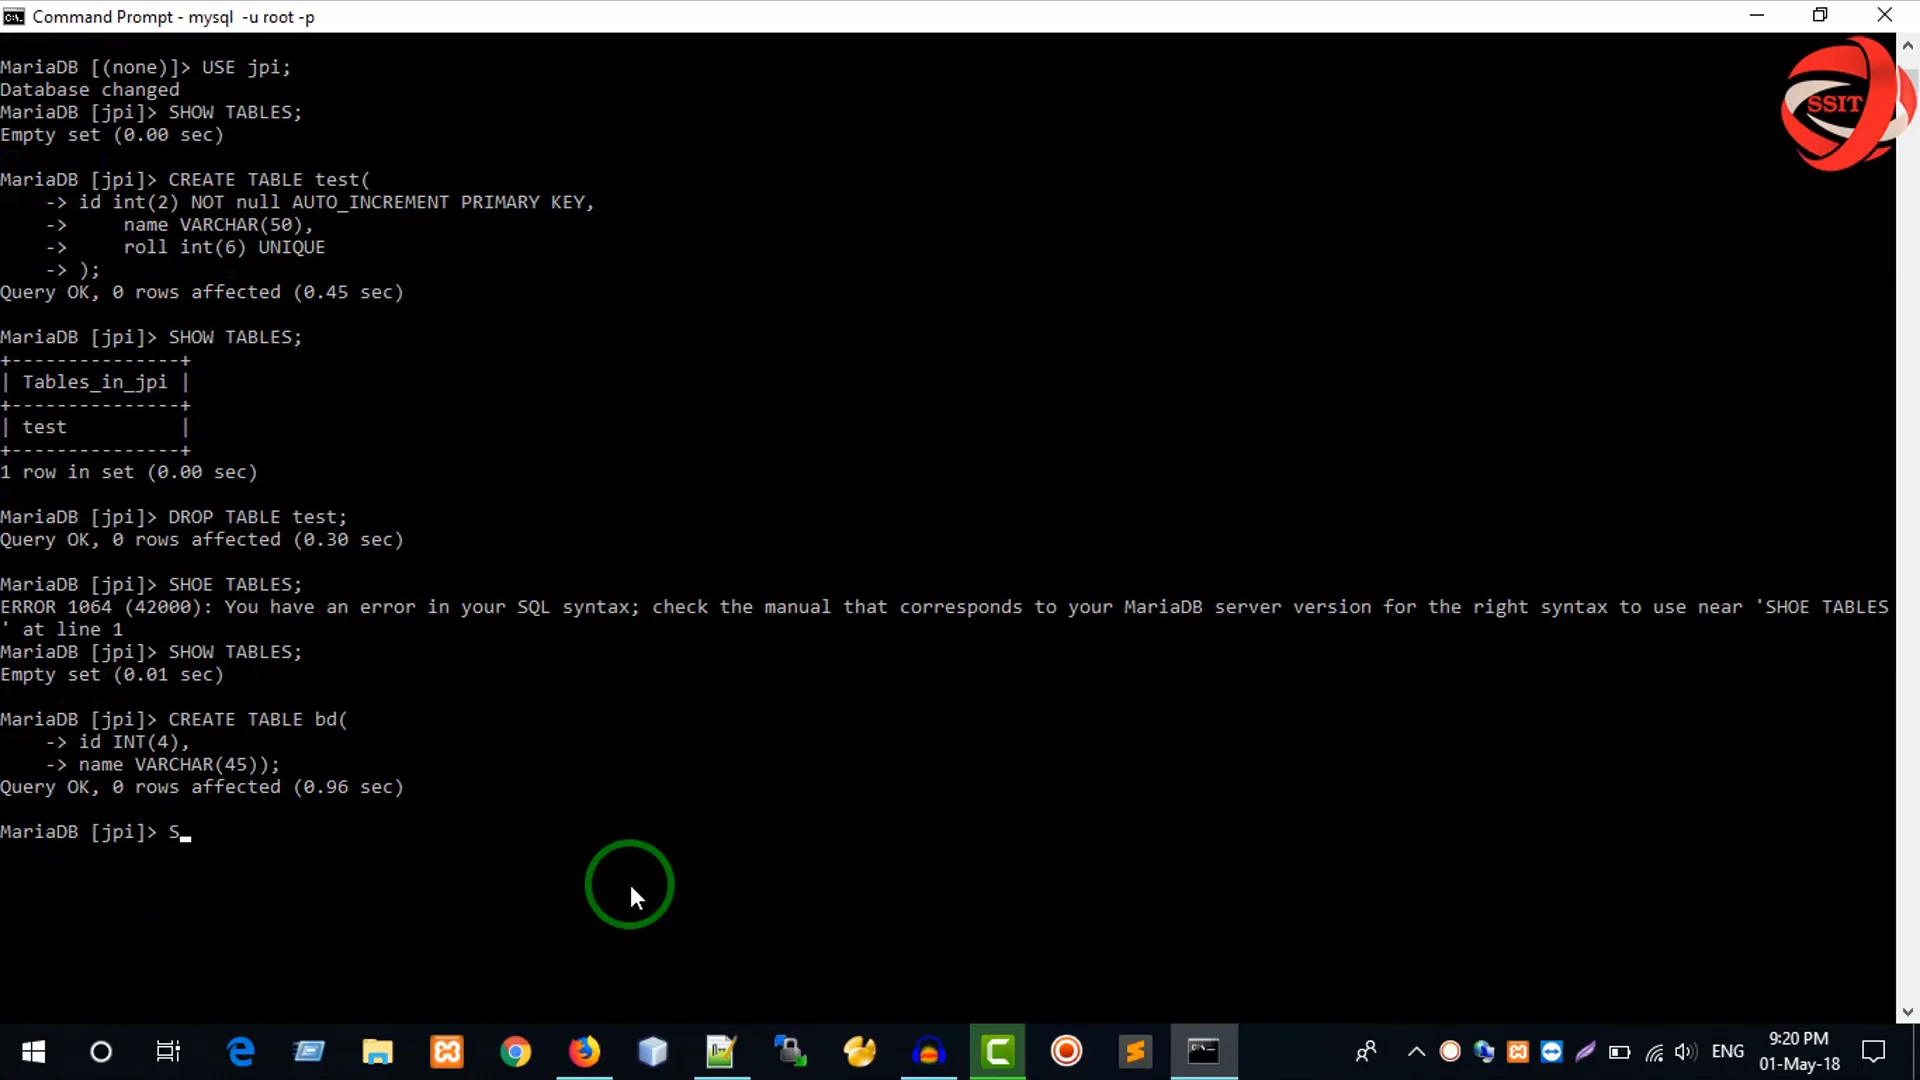 Command Prompt - mysql  -u root -p
MariaDB [(none)]> USE jpi;
Database changed
MariaDB [jpi]> SHOW TABLES;
Empty set (0.00 sec)
MariaDB [jpi]> CREATE TABLE test(
    -> id int(2) NOT null AUTO_INCREMENT PRIMARY KEY,
    ->     name VARCHAR(50),
    ->     roll int(6) UNIQUE
    -> );
Query OK, 0 rows affected (0.45 sec)
MariaDB [jpi]> SHOW TABLES;
+---------------+
| Tables_in_jpi |
+---------------+
| test          |
+---------------+
1 row in set (0.00 sec)
MariaDB [jpi]> DROP TABLE test;
Query OK, 0 rows affected (0.30 sec)
MariaDB [jpi]> SHOE TABLES;
ERROR 1064 (42000): You have an error in your SQL syntax; check the manual that corresponds to your MariaDB server version for the right syntax to use near 'SHOE TABLES
' at line 1
MariaDB [jpi]> SHOW TABLES;
Empty set (0.01 sec)
MariaDB [jpi]> CREATE TABLE bd(
    -> id INT(4),
    -> name VARCHAR(45));
Query OK, 0 rows affected (0.96 sec)
MariaDB [jpi]> S_
SSIT
ENG
9:20 PM
01-May-18